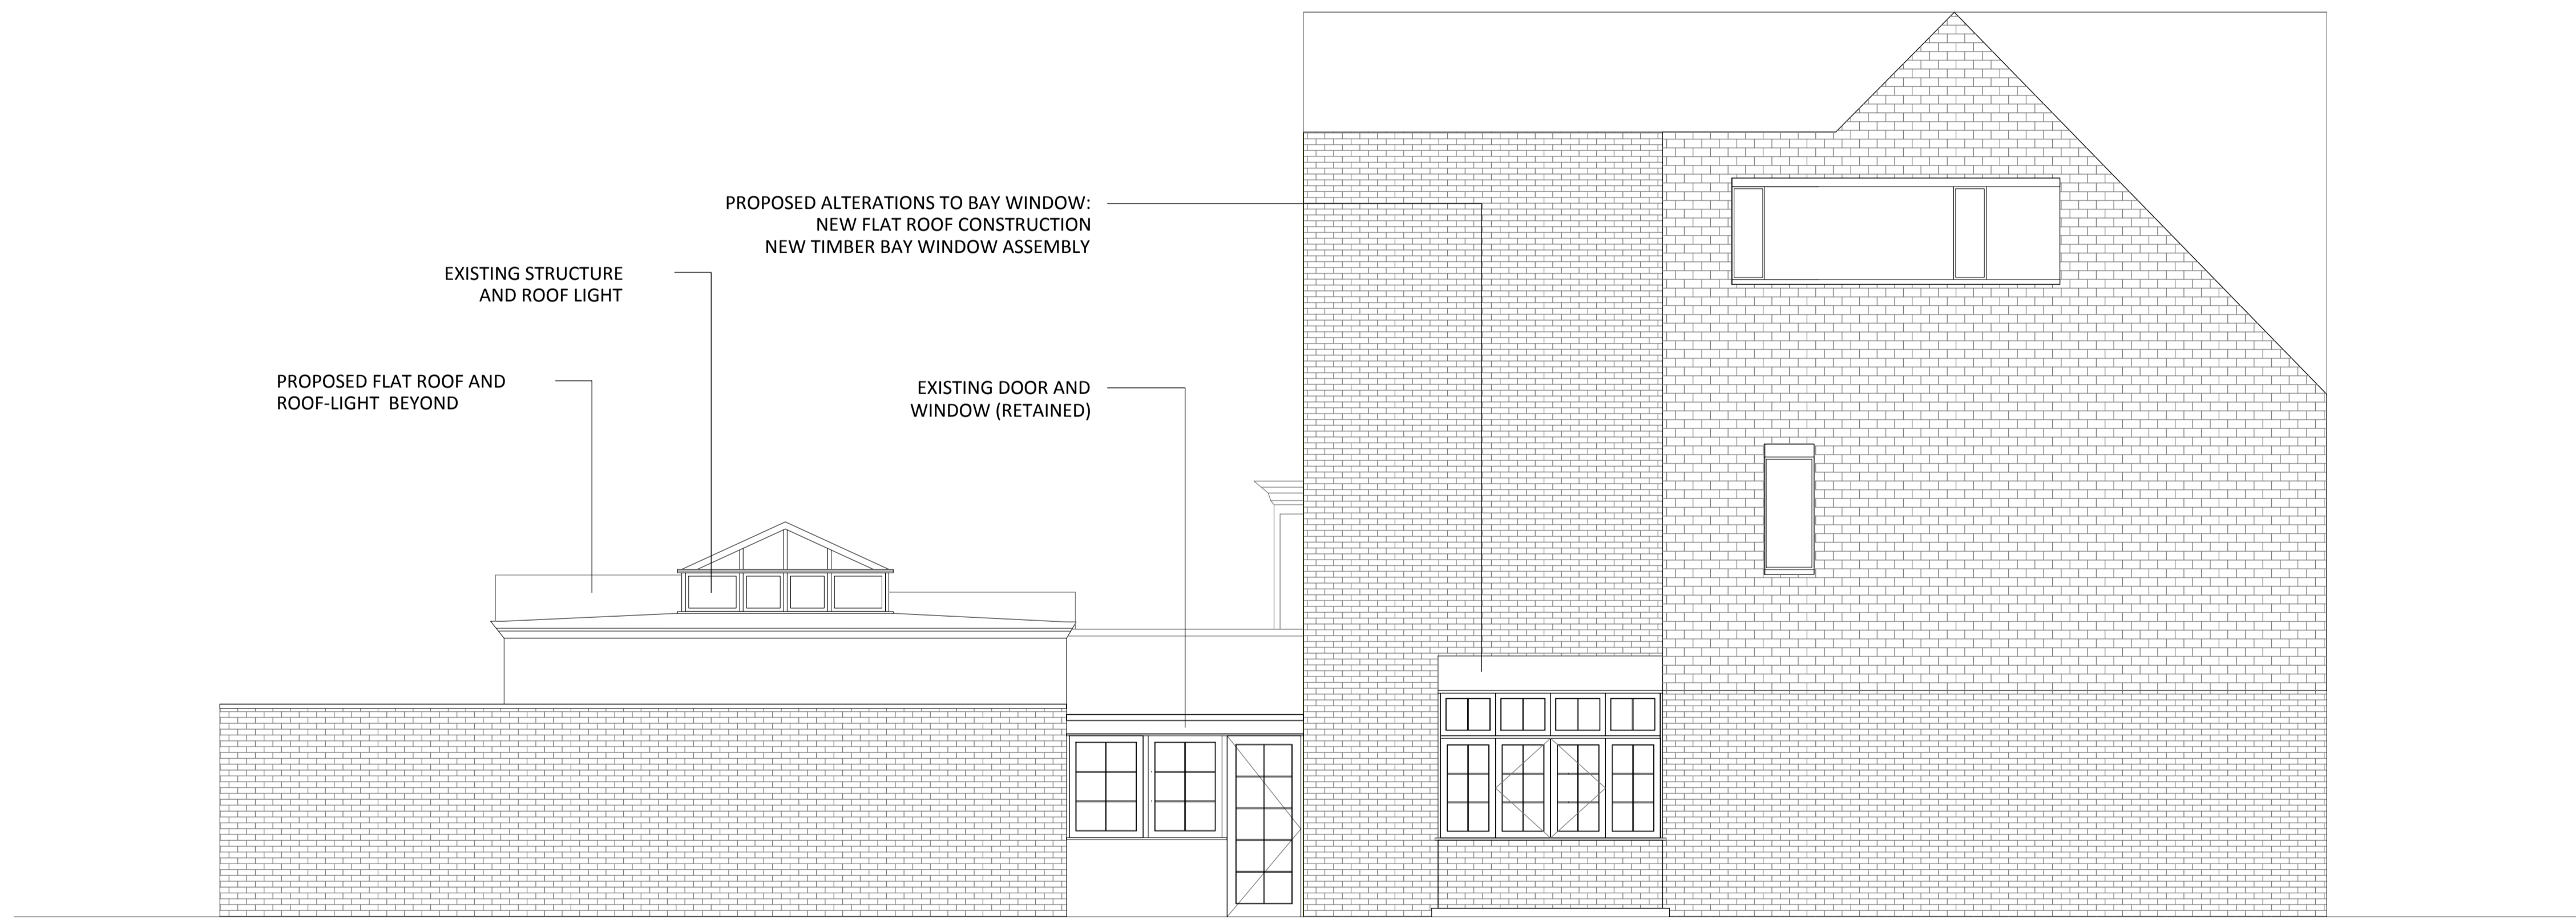 PROPOSED ALTERATIONS TO BAY WINDOW:
NEW FLAT ROOF CONSTRUCTION
NEW TIMBER BAY WINDOW ASSEMBLY
EXISTING STRUCTURE
AND ROOF LIGHT
PROPOSED FLAT ROOF AND
ROOF-LIGHT BEYOND
EXISTING DOOR AND
WINDOW (RETAINED)